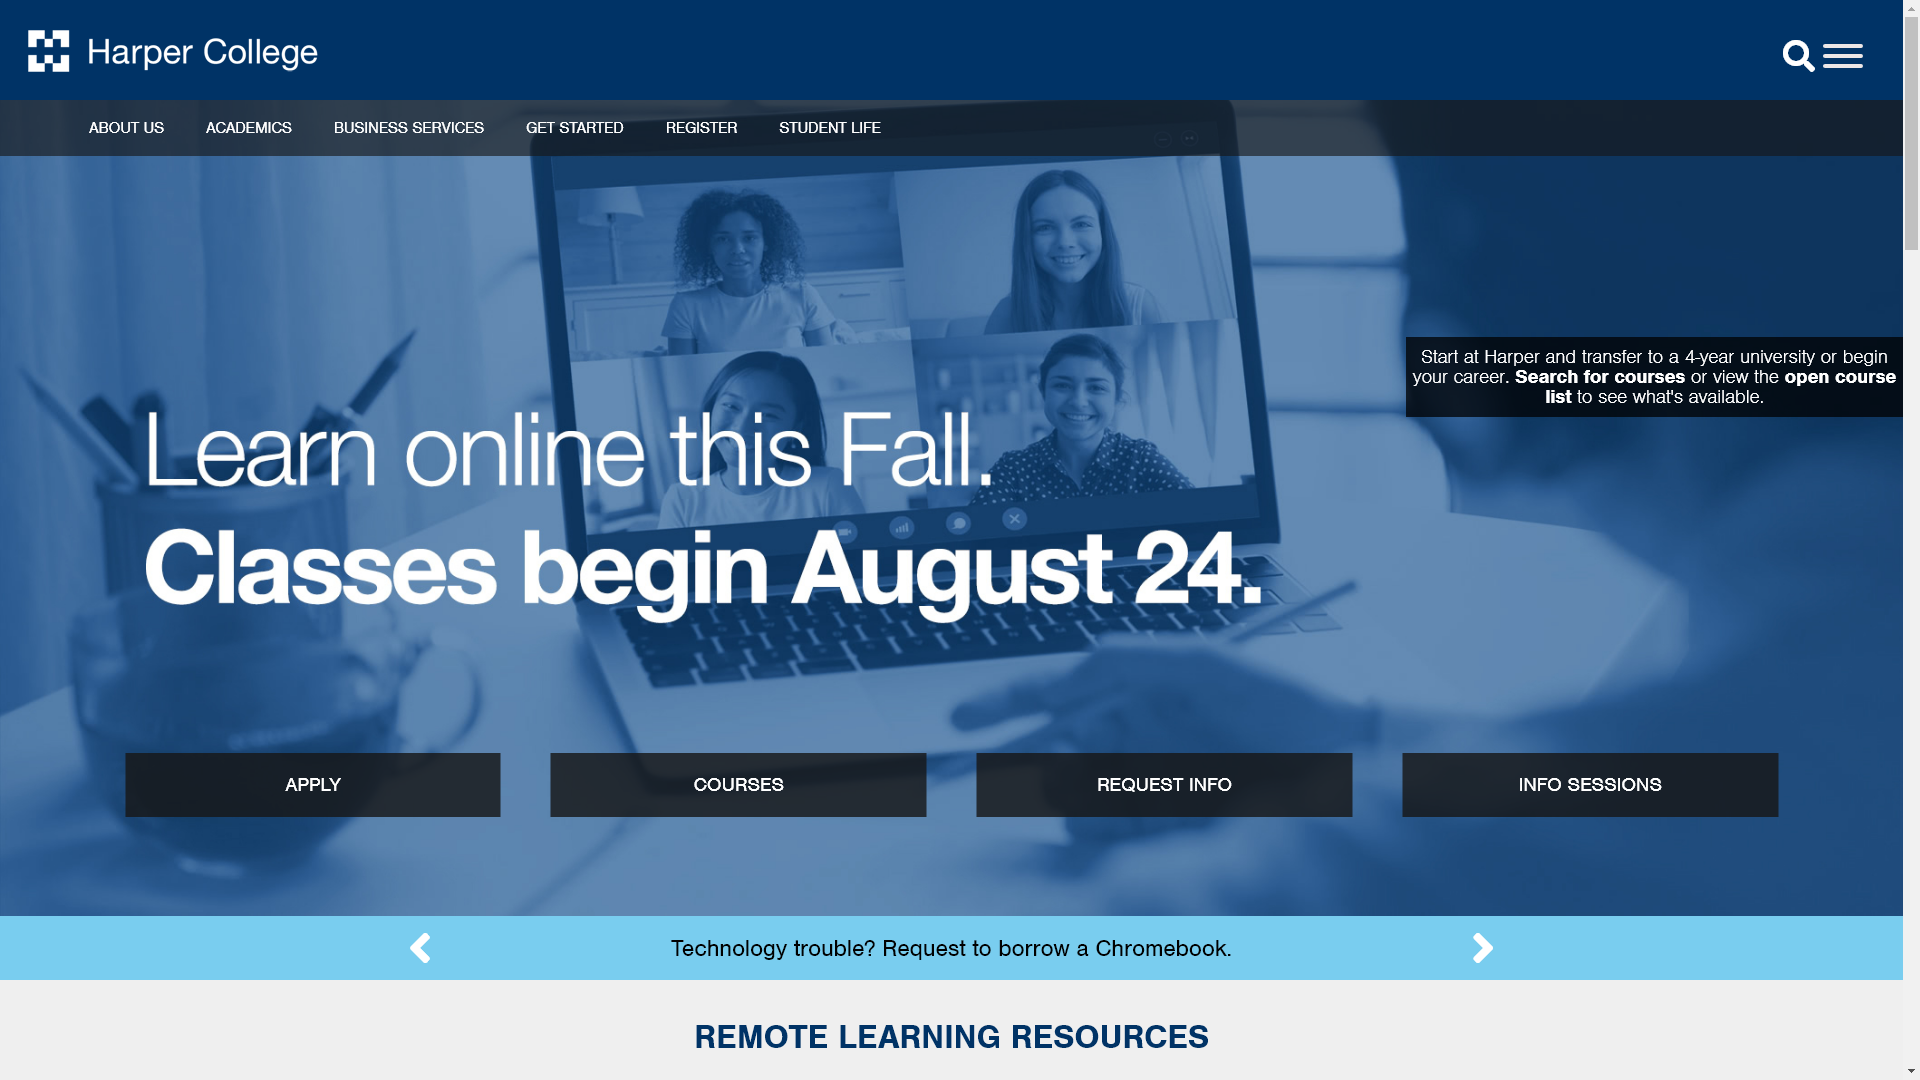 Harper College
ABOUT US ACADEMICS BUSINESS SERVICES GET STARTED REGISTER STUDENT LIFE
Start at Harper and transfer to a 4-year university or begin
your career. Search for courses or view the open course
list to see what's available.
Learn online this Fall.
Classes begin August 24.
APPLY COURSES REQUEST INFO INFO SESSIONS
Technology trouble? Request to borrow a Chromebook.
REMOTE LEARNING RESOURCES